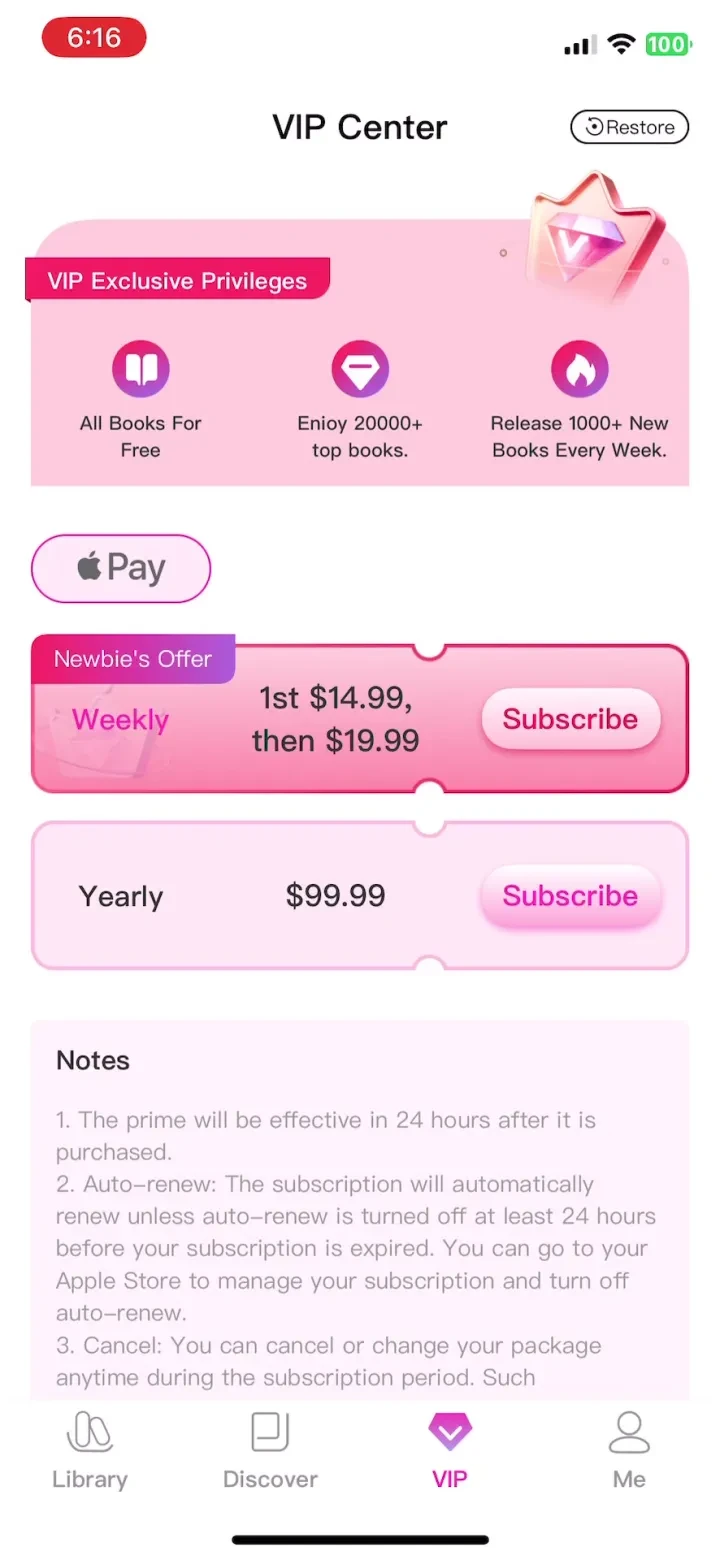 6:16
100
VIP Center
Restore
VIP Exclusive Privileges
All Books For
Free
Enioy 20000+
top books.
Release 1000+ New
Books Every Week.
Pay
Newbie's Offer
Weekly
1st $14.99,
then $19.99
Subscribe
Yearly
$99.99
Subscribe
Notes
1. The prime will be effective in 24 hours after it is
purchased.
2. Auto-renew: The subscription will automatically
renew unless auto-renew is turned off at least 24 hours
before your subscription is expired. You can go to your
Apple Store to manage your subscription and turn off
auto-renew.
3. Cancel: You can cancel or change your package
anytime during the subscription period. Such
Library
Discover
VIP
Me